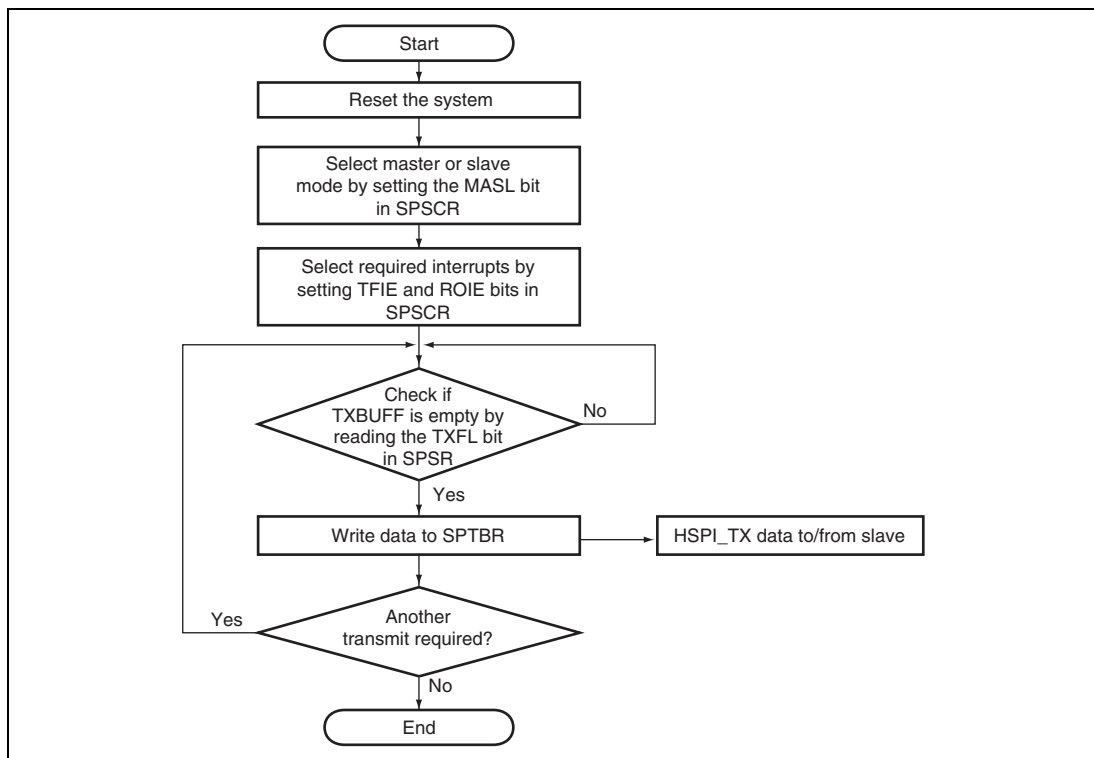 Start
Reset the system
Select master or slave
mode by setting the MASL bit
in SPSCR
Select required interrupts by
setting TFIE and ROIE bits in
SPSCR
Check if
TXBUFF is empty by
reading the TXFL bit
in SPSR
No
Yes
Write data to SPTBR
HSPI_TX data to/from slave
Another
transmit required?
Yes
No
End